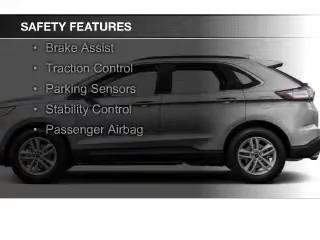 SAFETY FEATURES
• Brake Assist
• Traction Control
• Parking Sensors
• Stability Control
• Passenger Airbag